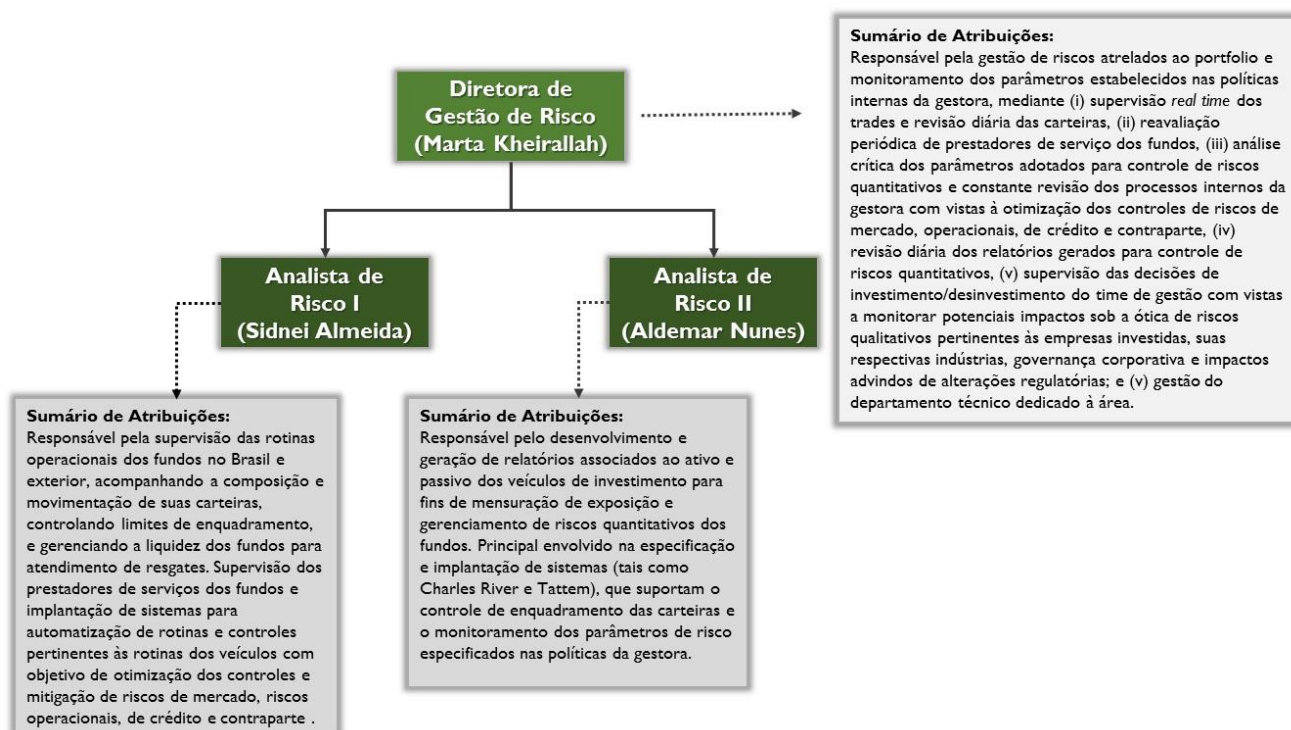 Diretora de
Gestão de Risco
(Marta Kheirallah)
Sumário de Atribuições:
Responsável pela gestão de riscos atrelados ao portfolio e
monitoramento dos parâmetros estabelecidos nas políticas
internas da gestora, mediante (i) supervisão real time dos
trades e revisão diária das carteiras, (ii) reavaliação
periódica de prestadores de serviço dos fundos, (iii) análise
crítica dos parâmetros adotados para controle de riscos
quantitativos e constante revisão dos processos internos da
gestora com vistas à otimização dos controles de riscos de
mercado, operacionais, de crédito e contraparte, (iv)
revisão diária dos relatórios gerados para controle de
riscos quantitativos, (v) supervisão das decisões de
investimento/desinvestimento do time de gestão com vistas
a monitorar potenciais impactos sob a ótica de riscos
qualitativos pertinentes às empresas investidas, suas
respectivas indústrias, governança corporativa e impactos
advindos de alterações regulatórias; e (v) gestão do
departamento técnico dedicado à área.
Analista de
Risco I
(Sidnei Almeida)
Analista de
Risco II
(Aldemar Nunes)
Sumário de Atribuições:
Responsável pela supervisão das rotinas
operacionais dos fundos no Brasil e
exterior, acompanhando a composição e
movimentação de suas carteiras,
controlando limites de enquadramento,
e gerenciando a liquidez dos fundos para
atendimento de resgates. Supervisão dos
prestadores de serviços dos fundos e
implantação de sistemas para
automatização de rotinas e controles
pertinentes às rotinas dos veículos com
objetivo de otimização dos controles e
mitigação de riscos de mercado, riscos
operacionais, de crédito e contraparte .
Sumário de Atribuições:
Responsável pelo desenvolvimento e
geração de relatórios associados ao ativo e
passivo dos veículos de investimento para
fins de mensuração de exposição e
gerenciamento de riscos quantitativos dos
fundos. Principal envolvido na especificação
e implantação de sistemas (tais como
Charles River e Tattem), que suportam o
controle de enquadramento das carteiras e
o monitoramento dos parâmetros de risco
especificados nas políticas da gestora.